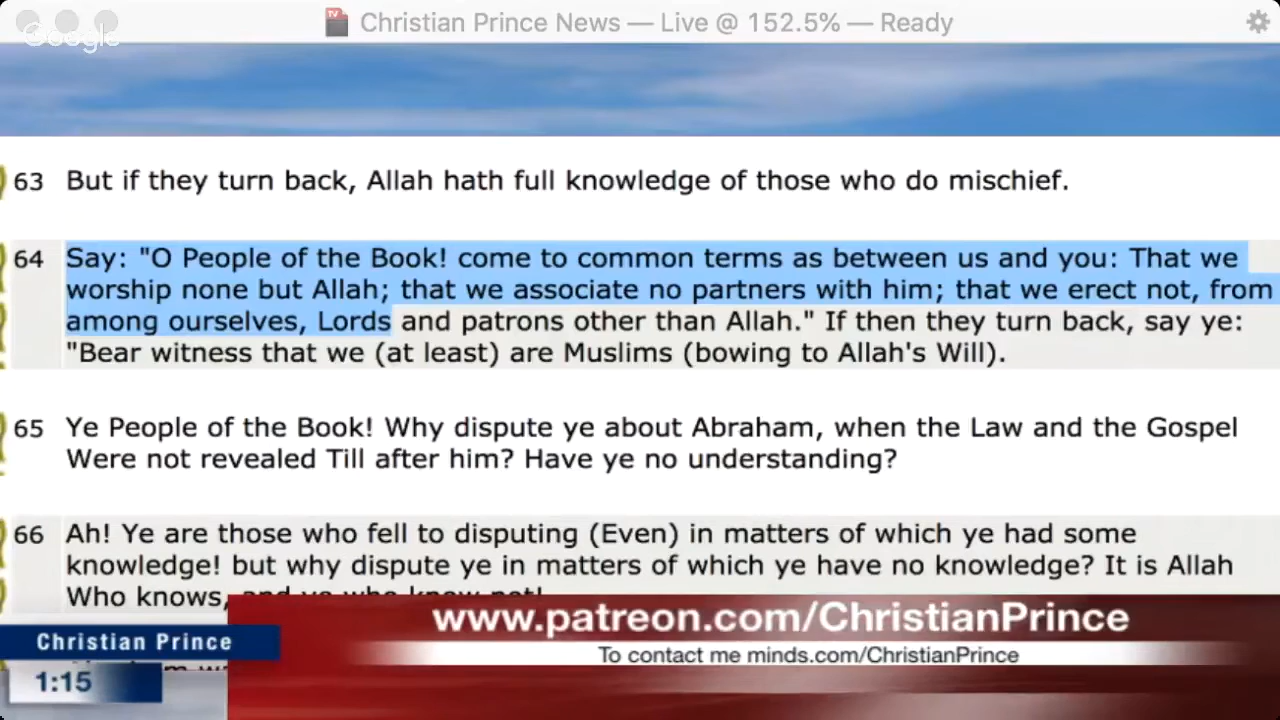 Christian Prince News — Live @ 152.5% — Ready
Google
63 But if they turn back, Allah hath full knowledge of those who do mischief.
64 Say: "O People of the Book! come to common terms as between us and you: That we
worship none but Allah; that we associate no partners with him; that we erect not, from
among ourselves, Lords and patrons other than Allah." If then they turn back, say ye:
"Bear witness that we (at least) are Muslims (bowing to Allah's Will).
65 Ye People of the Book! Why dispute ye about Abraham, when the Law and the Gospel
Were not revealed Till after him? Have ye no understanding?
66 Ah! Ye are those who fell to disputing (Even) in matters of which ye had some
knowledge! but why dispute ye in matters of which ye have no knowledge? It is Allah
Who knows, and ye who know not!
www.patreon.com/ChristianPrince
Christian Prince
To contact me minds.com/ChristianPrince
1:15